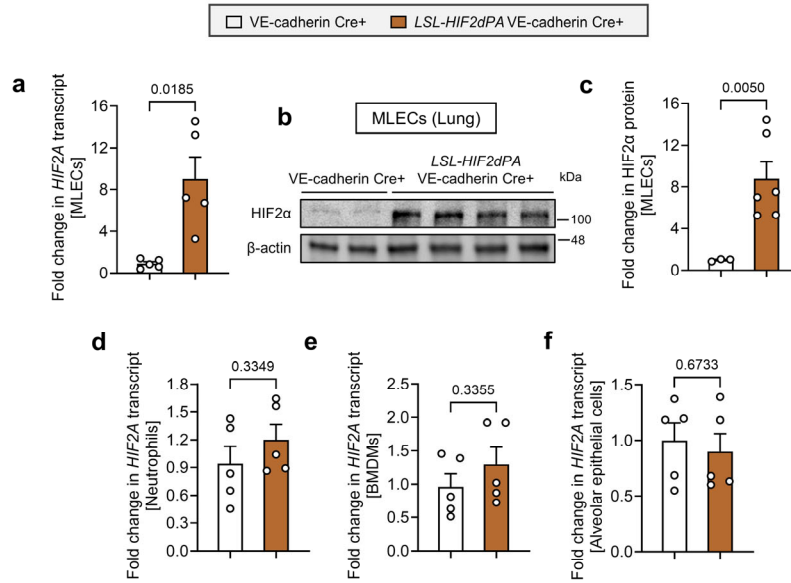 VE-cadherin Cre+ LSL-HIF2dPA VE-cadherin Cre+
a
Fold change in HIF2A transcript
[MLECs]
0.0185
16
12
8
4
0
b
MLECs (Lung)
LSL-HIF2dPA
VE-cadherin Cre+ VE-cadherin Cre+ kDa
HIF2α
100
48
β-actin
c
Fold change in HIF2α protein
[MLECs]
0.0050
16
12
8
4
0
d
Fold change in HIF2A transcript
[Neutrophils]
0.3349
1.8
1.5
1.2
0.9
0.6
0.3
0.0
e
Fold change in HIF2A transcript
[BMDMs]
0.3355
2.5
2.0
1.5
1.0
0.5
0.0
f
Fold change in HIF2A transcript
[Alveolar epithelial cells]
0.6733
1.5
1.0
0.5
0.0